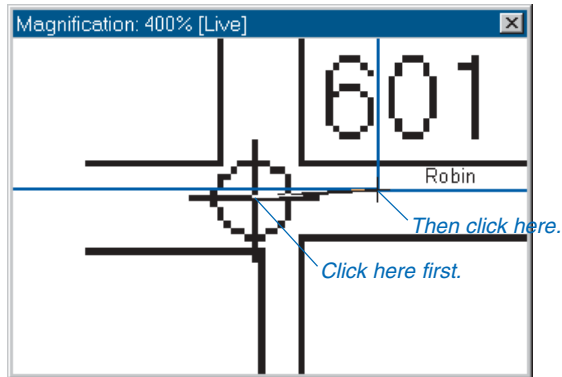 Magnification: 400% [Live]
601
Robin
Then click here.
Click here first.